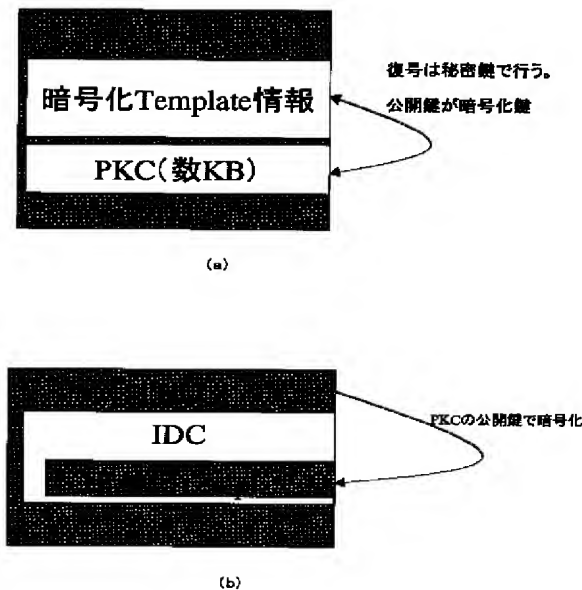 暗号化Template情報
PKC(数KB)
復号は秘密鍵で行う。
公開鍵が暗号化鍵
(a)
IDC
PKCの公開鍵で暗号化
(b)